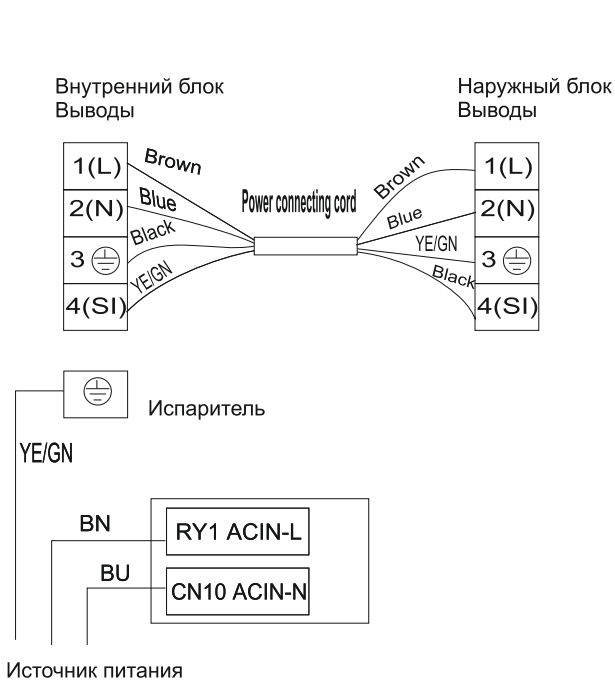 Внутренний блок
Выводы
Наружный блок
Выводы
1(L)
Brown
2(N)
Blue
3
Black
4(SI)
YE/GN
Power connecting cord
Brown
1(L)
Blue
2(N)
YE/GN
3
Black
4(SI)
Испаритель
YE/GN
BN
RY1 ACIN-L
BU
CN10 ACIN-N
Источник питания